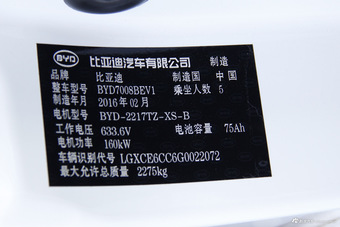 BYD 比亚迪汽车有限公司 制造
品牌 比亚迪 制造国 中国
整车型号 BYD7008BEV1 乘坐人数 5
制造年月 2016年02月
电机型号 BYD-2217TZ-XS-B
工作电压 633.6V 电池容量 75Ah
电机功率 160kW
车辆识别代号 LGXCE6CC6G0022072
最大允许总质量 2275kg